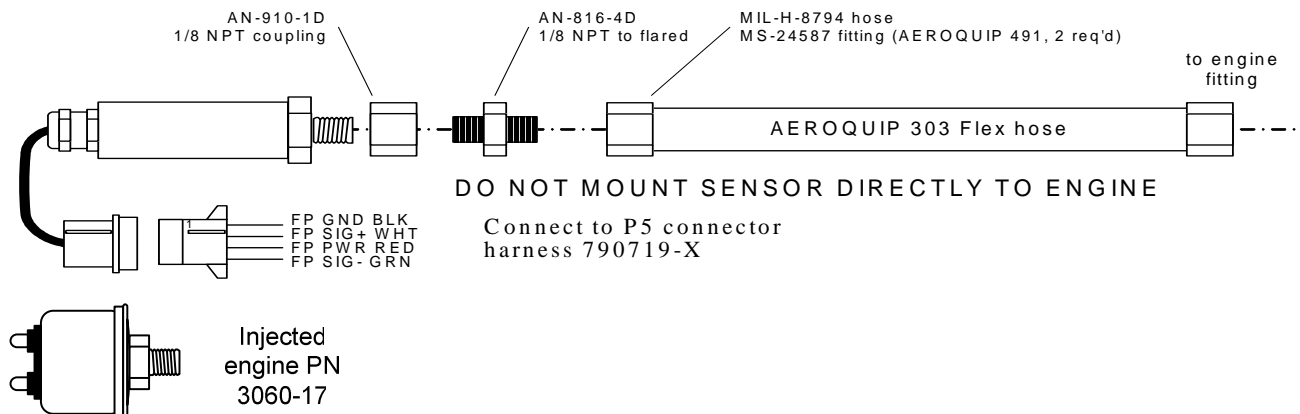 AN-910-1D
1/8 NPT coupling
AN-816-4D
1/8 NPT to flared
MIL-H-8794 hose
MS-24587 fitting (AEROQUIP 491, 2 req'd)
to engine
fitting
AEROQUIP 303 Flex hose
DO NOT MOUNT SENSOR DIRECTLY TO ENGINE
1
FP GND BLK
FP SIG+ WHT
FP PWR RED
FP SIG- GRN
Connect to P5 connector
harness 790719-X
Injected
engine PN
3060-17